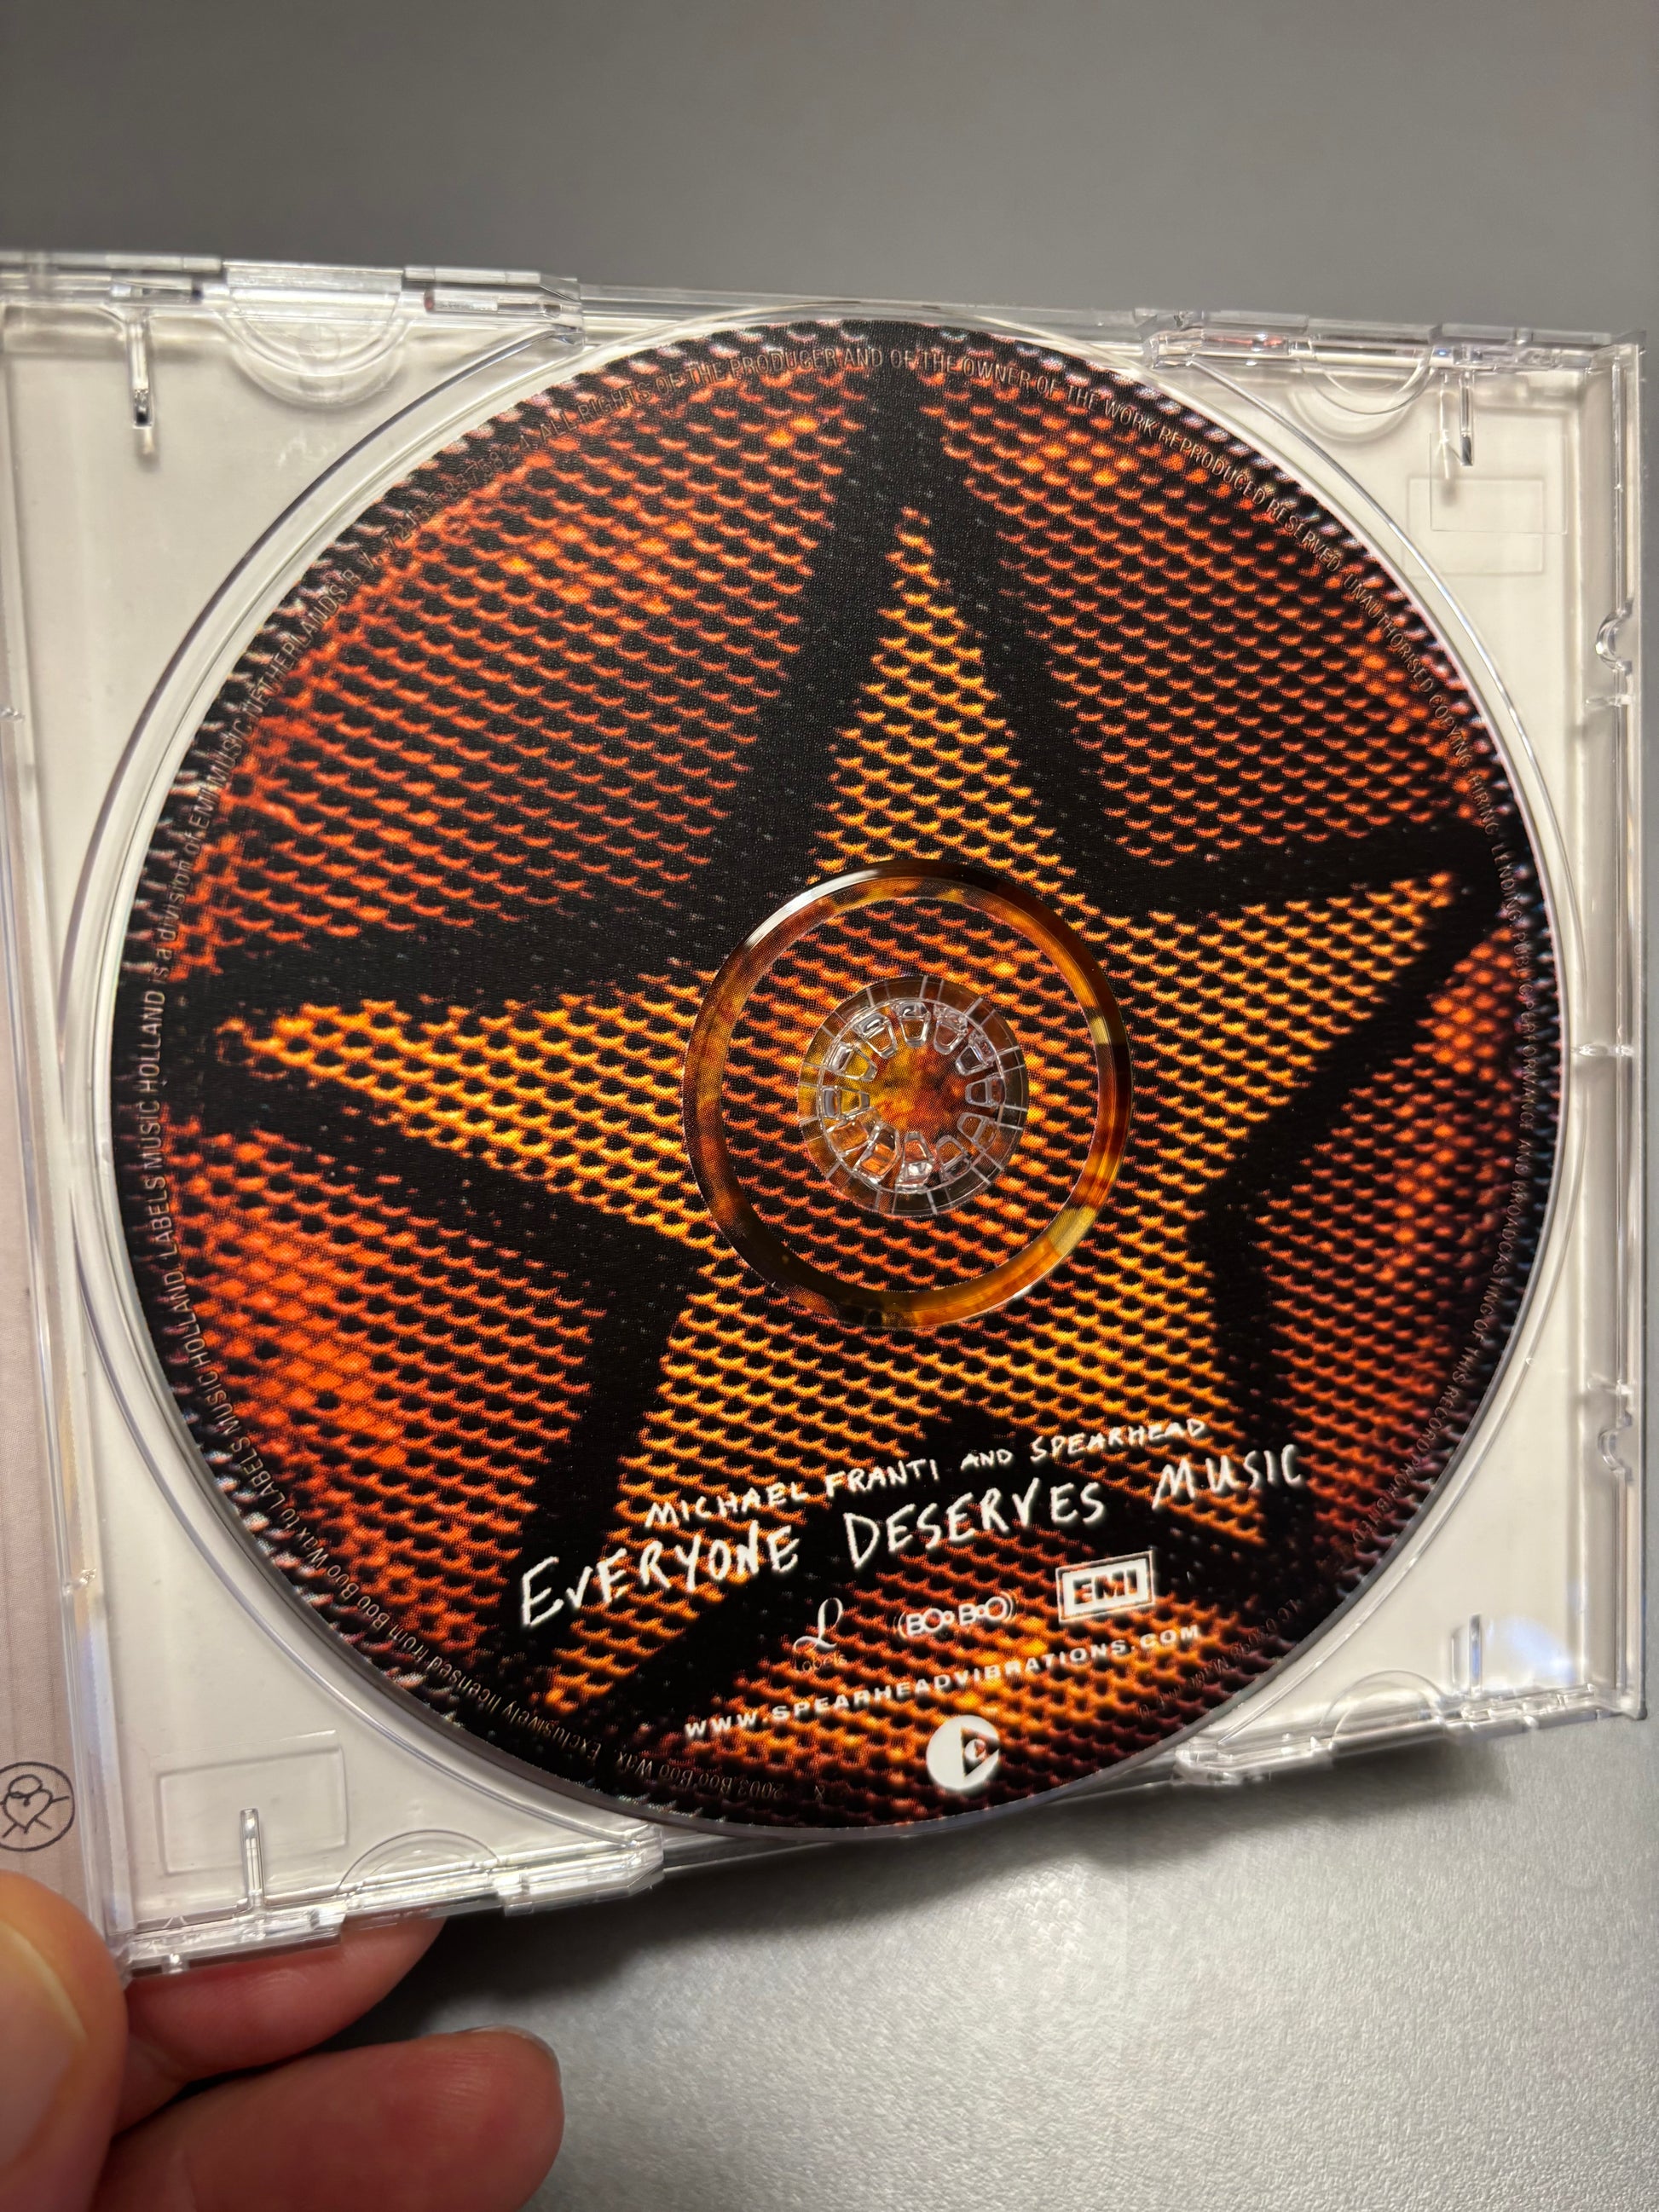 MICHAEL FRANTI AND SPEARHEAD
EVERYONE DESERVES MUSIC
L Labels
((BOO BOO))
EMI
WWW.SPEARHEADVIBRATIONS.COM
2003 Boo Boo Wax. Exclusively licensed from Boo Boo Wax to LABELS MUSIC HOLLAND. LABELS MUSIC HOLLAND is a division of EMI MUSIC NETHERLANDS B.V. ALL RIGHTS OF THE PRODUCER AND OF THE OWNER OF THE WORK REPRODUCED RESERVED. UNAUTHORISED COPYING, HIRING, LENDING, PUBLIC PERFORMANCE AND BROADCASTING OF THIS RECORD PROHIBITED